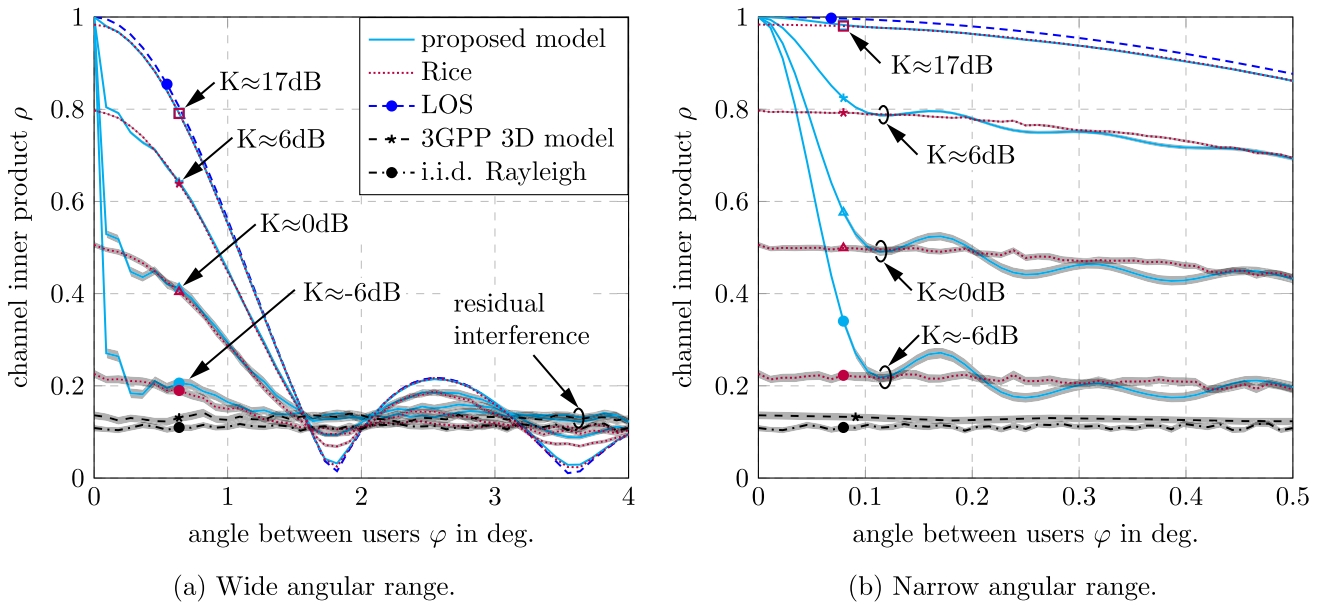 channel inner product ρ
1
0.8
0.6
0.4
0.2
0
0
1
2
3
4
angle between users φ in deg.
proposed model
Rice
LOS
3GPP 3D model
i.i.d. Rayleigh
K≈17dB
K≈6dB
K≈0dB
K≈-6dB
residual
interference
(a) Wide angular range.
channel inner product ρ
1
0.8
0.6
0.4
0.2
0
0
0.1
0.2
0.3
0.4
0.5
angle between users φ in deg.
K≈17dB
K≈6dB
K≈0dB
K≈-6dB
(b) Narrow angular range.